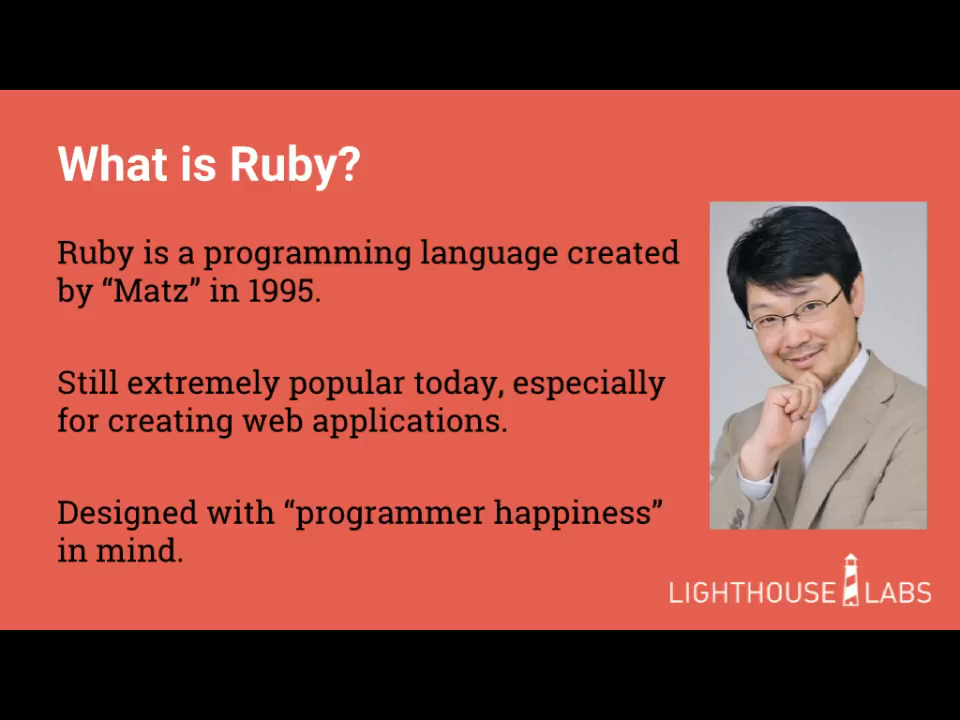 What is Ruby?
Ruby is a programming language created
by “Matz” in 1995.
Still extremely popular today, especially
for creating web applications.
Designed with “programmer happiness”
in mind.
LIGHTHOUSE LABS